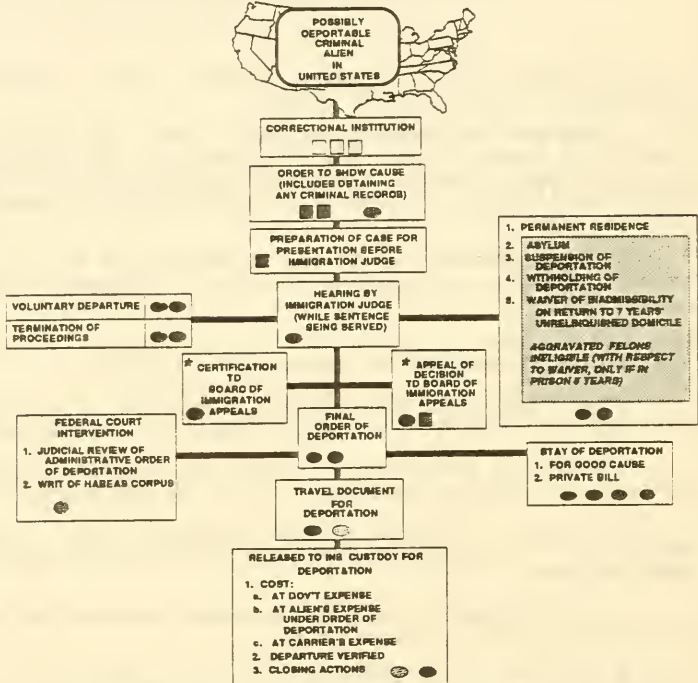 POSSIBLY
DEPORTABLE
CRIMINAL
ALIEN
IN
UNITED STATES
CORRECTIONAL INSTITUTION
ORDER TO SHOW CAUSE
(INCLUDES OBTAINING
ANY CRIMINAL RECORDS)
PREPARATION OF CASE FOR
PRESENTATION BEFORE
IMMIGRATION JUDGE
1. PERMANENT RESIDENCE
2. ASYLUM
3. SUSPENSION OF
DEPORTATION
4. WITHHOLDING OF
DEPORTATION
5. WAIVER OF INADMISSIBILITY
ON RETURN TO 7 YEARS'
UNRELINQUISHED DOMICILE
AGGRAVATED FELONS
INELIGIBLE (WITH RESPECT
TO WAIVER, ONLY IF IN
PRISON 5 YEARS)
VOLUNTARY DEPARTURE
TERMINATION OF
PROCEEDINGS
HEARING BY
IMMIGRATION JUDGE
(WHILE SENTENCE
BEING SERVED)
* CERTIFICATION
TO
BOARD OF
IMMIGRATION
APPEALS
* APPEAL OF
DECISION
TO BOARD OF
IMMIGRATION
APPEALS
FEDERAL COURT
INTERVENTION
1. JUDICIAL REVIEW OF
ADMINISTRATIVE ORDER
OF DEPORTATION
2. WRIT OF HABEAS CORPUS
FINAL
ORDER OF
DEPORTATION
STAY OF DEPORTATION
1. FOR GOOD CAUSE
2. PRIVATE BILL
TRAVEL DOCUMENT
FOR
DEPORTATION
RELEASED TO INS CUSTODY FOR
DEPORTATION
1. COST:
a. AT GOV'T EXPENSE
b. AT ALIEN'S EXPENSE
UNDER ORDER OF
DEPORTATION
c. AT CARRIER'S EXPENSE
2. DEPARTURE VERIFIED
3. CLOSING ACTIONS